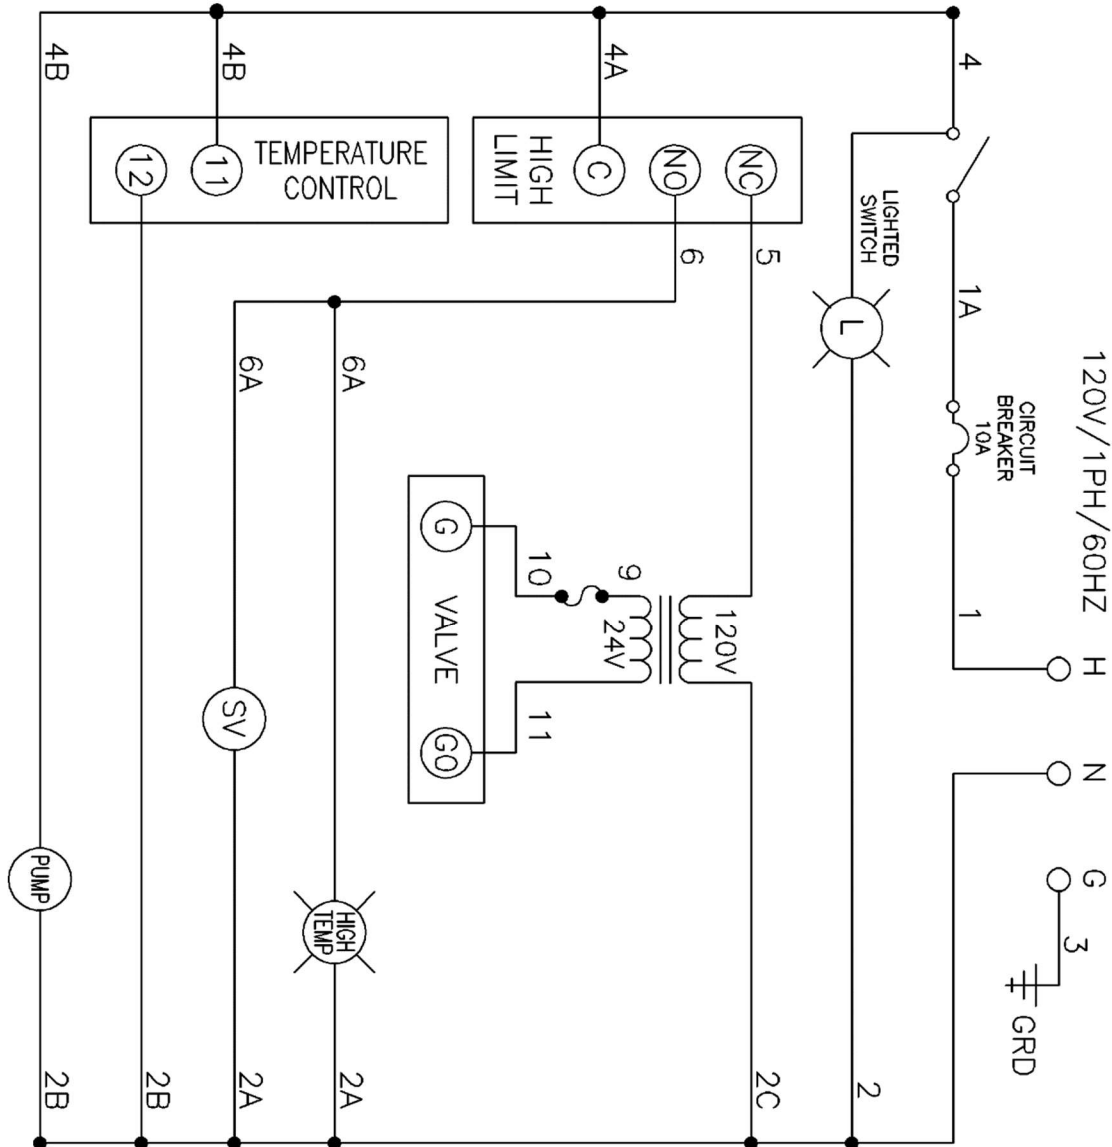 120V/1PH/60HZ
H
N
G
3
GRD
CIRCUIT
BREAKER
10A
4
1A
1
LIGHTED
SWITCH
L
2
NC
NO
C
HIGH
LIMIT
5
120V
2C
6
9
24V
4A
10
11
G
VALVE
GO
6A
HIGH
TEMP
2A
6A
SV
2A
TEMPERATURE
CONTROL
4B
11
12
2B
4B
PUMP
2B